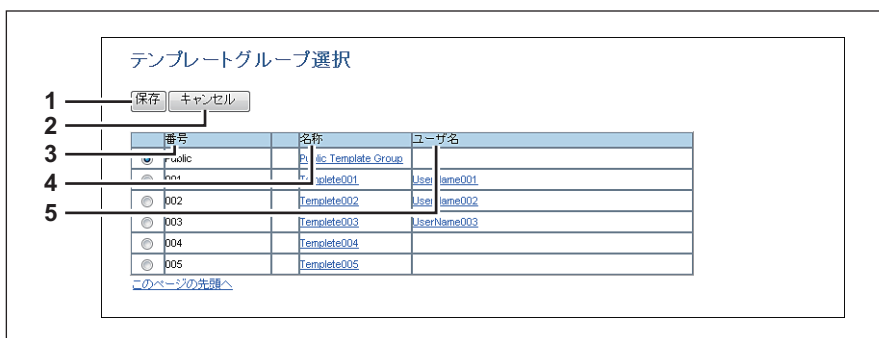 テンプレートグループ選択
1 保存 キャンセル
2
番号 名称 ユーザ名
3 Public Public Template Group
4 001 Templete001 UserName001
002 Templete002 UserName002
5 003 Templete003 UserName003
004 Templete004
005 Templete005
このページの先頭へ